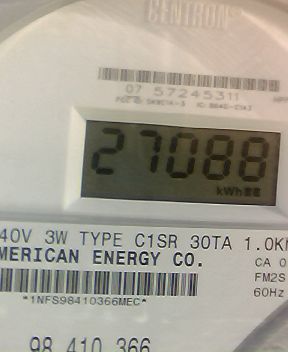 CENTRON
07 57245311
27088
kWh
40V 3W TYPE C1SR 30TA 1.0K
MERICAN ENERGY CO.
CA 0
FM2S
60Hz
*1NFS98410366MEC*
98 410 366